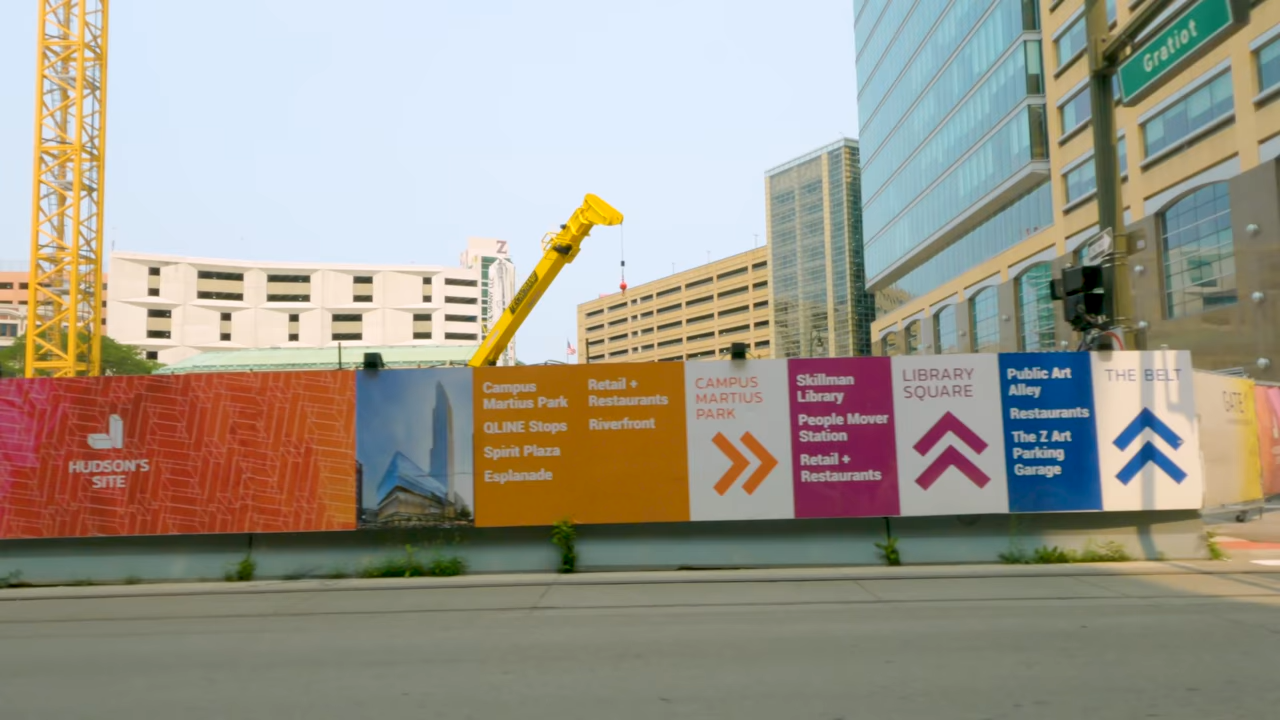 Gratiot
Z
HUDSON'S
SITE
Campus
Martius Park
QLINE Stops
Spirit Plaza
Esplanade
Retail +
Restaurants
Riverfront
CAMPUS
MARTIUS
PARK
Skillman
Library
People Mover
Station
Retail +
Restaurants
LIBRARY
SQUARE
Public Art
Alley
Restaurants
The Z Art
Parking
Garage
THE BELT
GATE